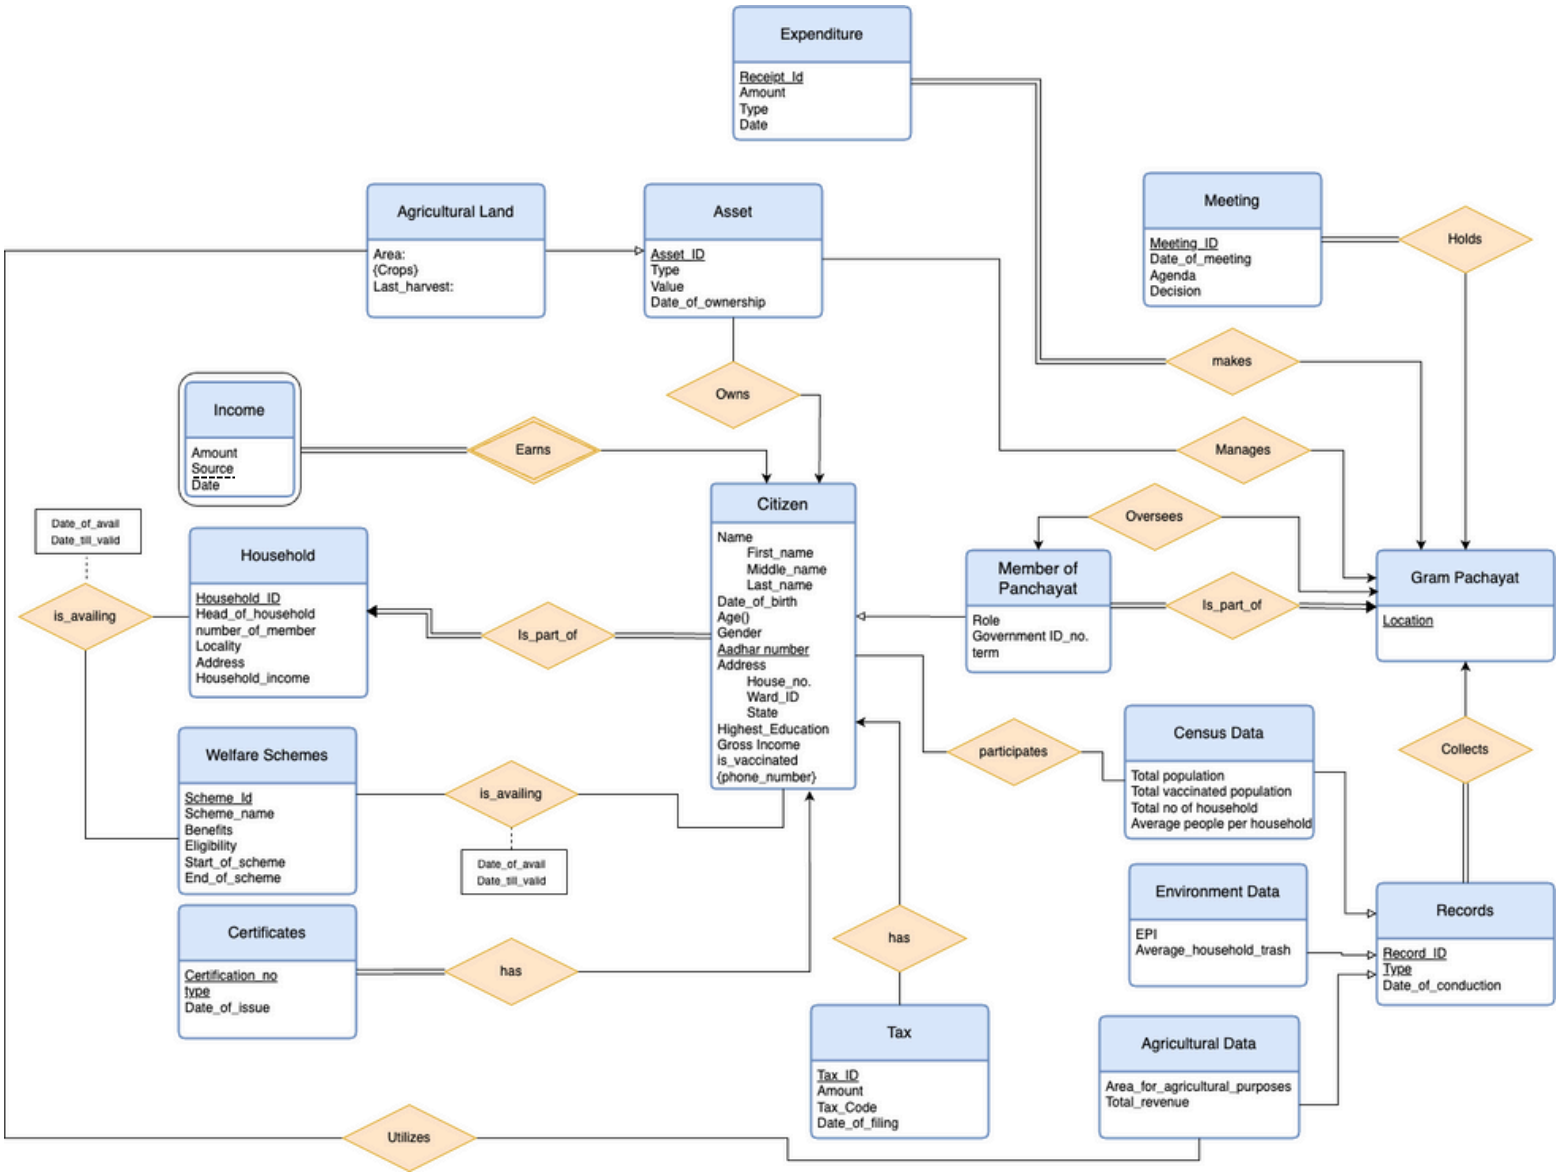 Expenditure
Receipt_Id
Amount
Type
Date
Meeting
Meeting_ID
Date_of_meeting
Agenda
Decision
Holds
Agricultural Land
Area:
{Crops}
Last_harvest:
Asset
Asset_ID
Type
Value
Date_of_ownership
makes
Owns
Income
Amount
Source
Date
Earns
Manages
Oversees
Date_of_avail
Date_till_valid
is_availing
Household
Household_ID
Head_of_household
number_of_member
Locality
Address
Household_income
Is_part_of
Citizen
Name
First_name
Middle_name
Last_name
Date_of_birth
Age()
Gender
Aadhar number
Address
House_no.
Ward_ID
State
Highest_Education
Gross Income
is_vaccinated
{phone_number}
Member of
Panchayat
Role
Government ID_no.
term
Is_part_of
Gram Pachayat
Location
Welfare Schemes
Scheme_Id
Scheme_name
Benefits
Eligibility
Start_of_scheme
End_of_scheme
is_availing
Date_of_avail
Date_till_valid
participates
Census Data
Total population
Total vaccinated population
Total no of household
Average people per household
Collects
Certificates
Certification_no
type
Date_of_issue
has
has
Environment Data
EPI
Average_household_trash
Records
Record_ID
Type
Date_of_conduction
Tax
Tax_ID
Amount
Tax_Code
Date_of_filing
Agricultural Data
Area_for_agricultural_purposes
Total_revenue
Utilizes